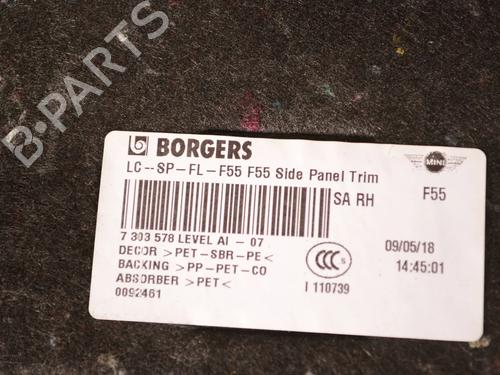 B-PARTS
BORGERS
LC--SP-FL-F55 F55 Side Panel Trim
MINI
SA RH
F55
7 303 578 LEVEL AI - 07
DECOR >PET-SBR-PE<
BACKING >PP-PET-CO
ABSORBER >PET<
0092461
CCC S
I 110739
09/05/18
14:45:01